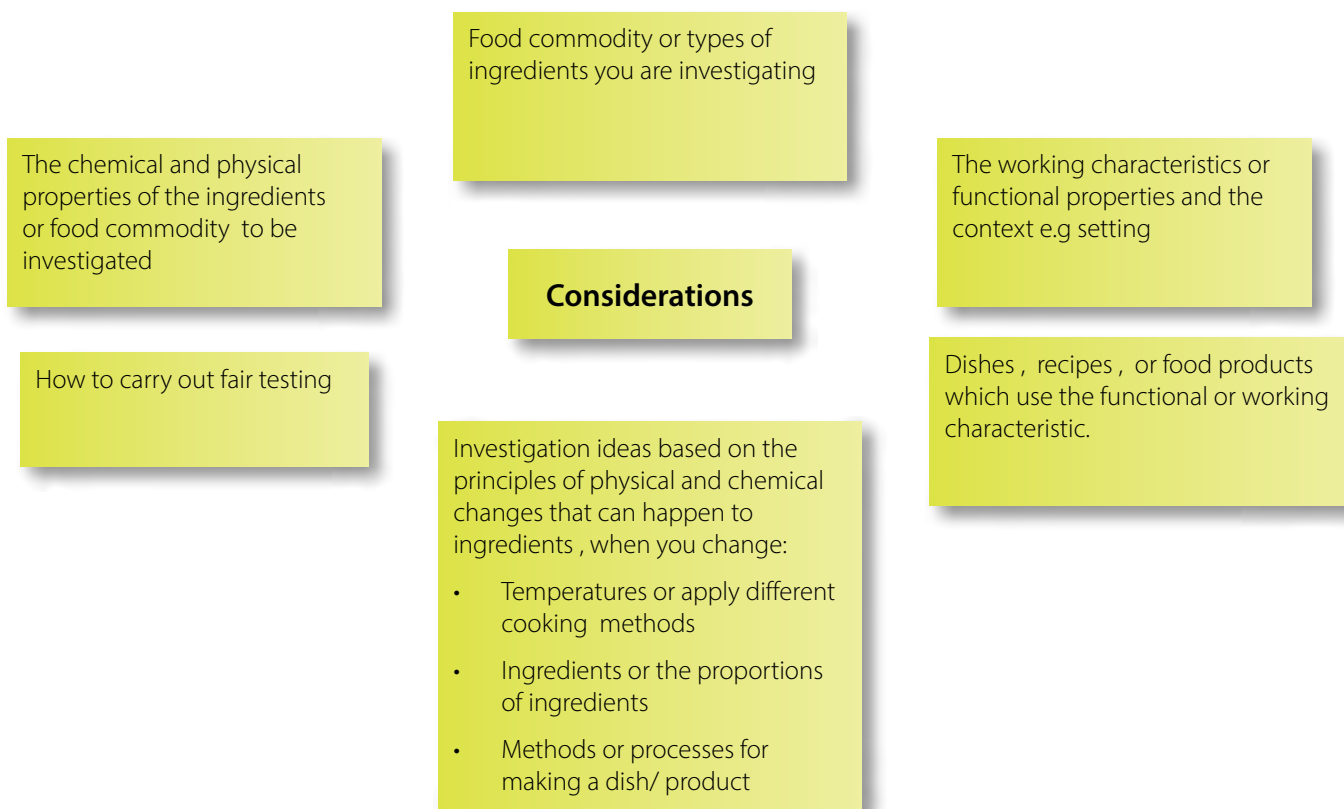 Food commodity or types of
ingredients you are investigating
The chemical and physical
properties of the ingredients
or food commodity to be
investigated
The working characteristics or
functional properties and the
context e.g setting
Considerations
How to carry out fair testing
Dishes , recipes , or food products
which use the functional or working
characteristic.
Investigation ideas based on the
principles of physical and chemical
changes that can happen to
ingredients , when you change:
• Temperatures or apply different
cooking methods
• Ingredients or the proportions
of ingredients
• Methods or processes for
making a dish/ product